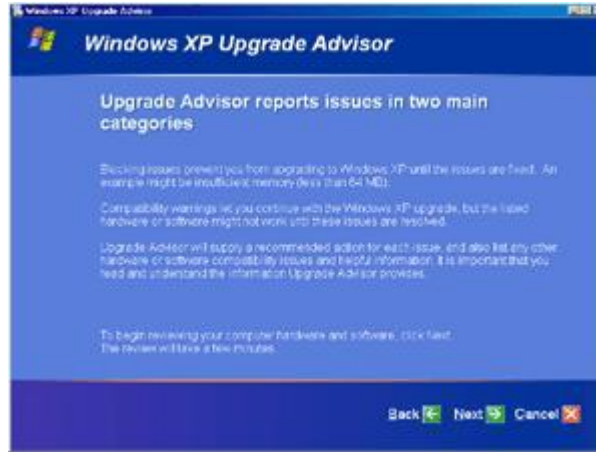 Windows XP Upgrade Advisor
Windows XP Upgrade Advisor
Upgrade Advisor reports issues in two main
categories
Blocking issues prevent you from upgrading to Windows XP until the issues are fixed. An
example might be insufficient memory (less than 64 MB).
Compatibility warnings let you continue with the Windows XP upgrade, but the listed
hardware or software might not work until these issues are resolved.
Upgrade Advisor will supply a recommended action for each issue, and also list any other
hardware or software compatibility issues and helpful information. It is important that you
read and understand the information Upgrade Advisor provides.
To begin reviewing your computer hardware and software, click Next.
The review will take a few minutes.
Back Next Cancel